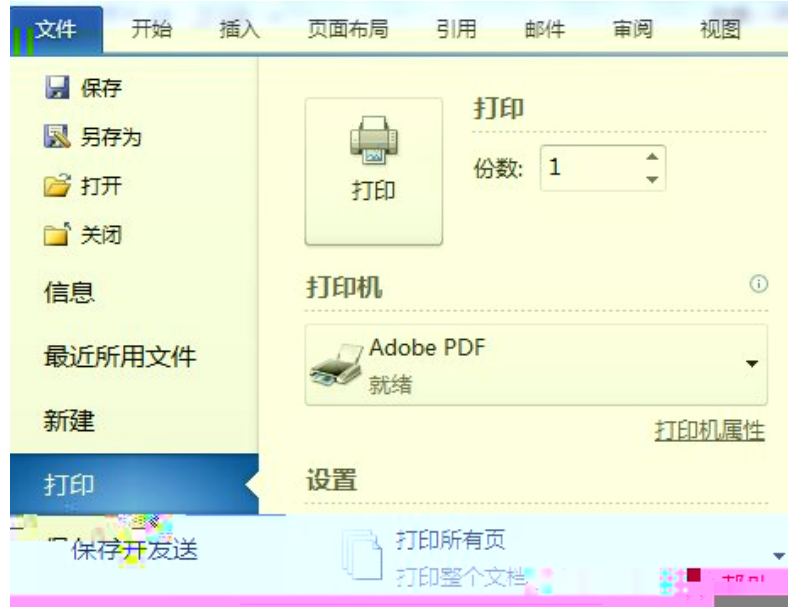 文件 开始 插入 页面布局 引用 邮件 审阅 视图
保存
另存为
打开
关闭
信息
最近所用文件
新建
打印
保存并发送
打印
打印
份数: 1
打印机
Adobe PDF
就绪
打印机属性
设置
打印所有页
打印整个文档